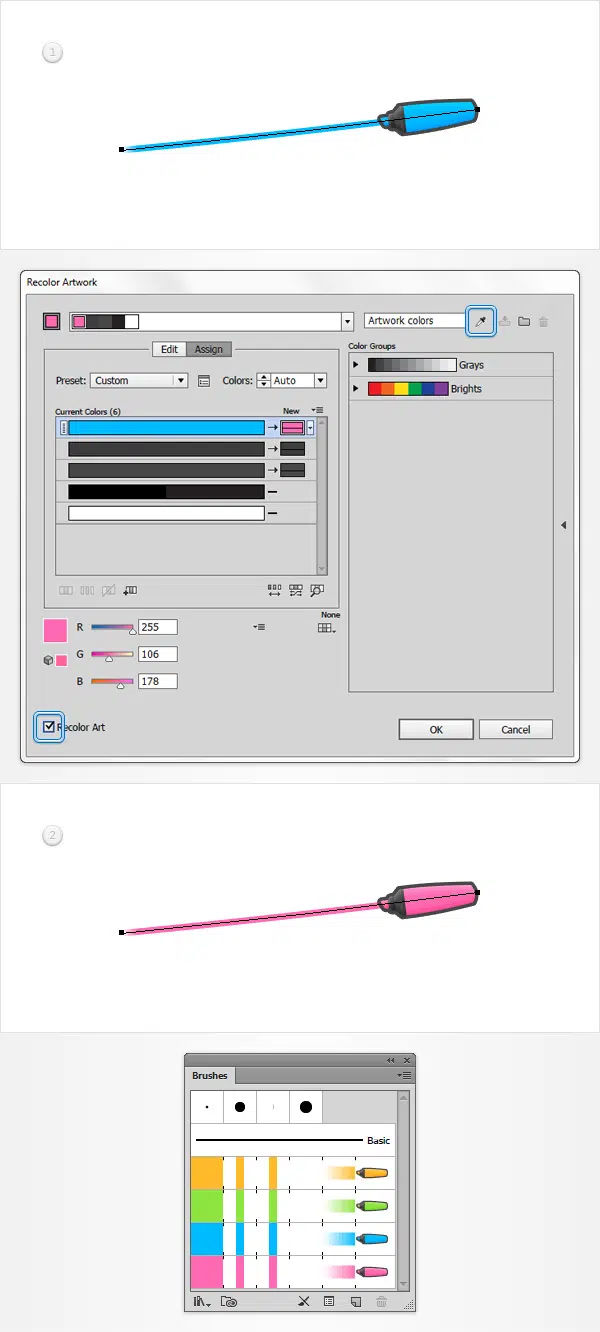 1
Recolor Artwork
Artwork colors
Edit Assign
Color Groups
Preset: Custom Colors: Auto
Grays
Brights
Current Colors (6) New
R 255
None
G 106
B 178
Recolor Art
OK Cancel
2
Brushes
Basic